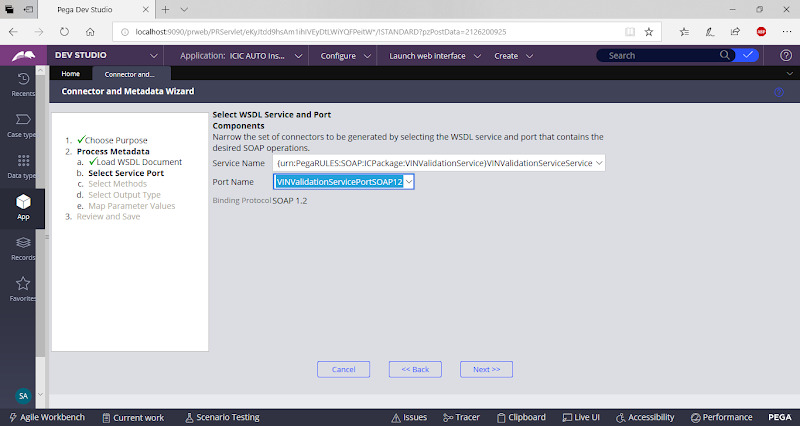 Pega Dev Studio
localhost:9090/prweb/PRServlet/eKyJtdd9hsAm1ihIVEyDtLWiYQFPeitW*/!STANDARD?pzPostData=2126200925
ABP
DEV STUDIO
Application: ICIC AUTO Ins...
Configure
Launch web interface
Create
Search
Home
Connector and...
Connector and Metadata Wizard
Recents
Case type
Data type
App
Records
Favorites
SA
1. Choose Purpose
2. Process Metadata
a. Load WSDL Document
b. Select Service Port
c. Select Methods
d. Select Output Type
e. Map Parameter Values
3. Review and Save
Select WSDL Service and Port
Components
Narrow the set of connectors to be generated by selecting the WSDL service and port that contains the
desired SOAP operations.
Service Name {urn:PegaRULES:SOAP:ICPackage:VINValidationService}VINValidationServiceService
Port Name VINValidationServicePortSOAP12
Binding Protocol SOAP 1.2
Cancel
<< Back
Next >>
Agile Workbench
Current work
Scenario Testing
Issues
Tracer
Clipboard
Live UI
Accessibility
Performance
PEGA